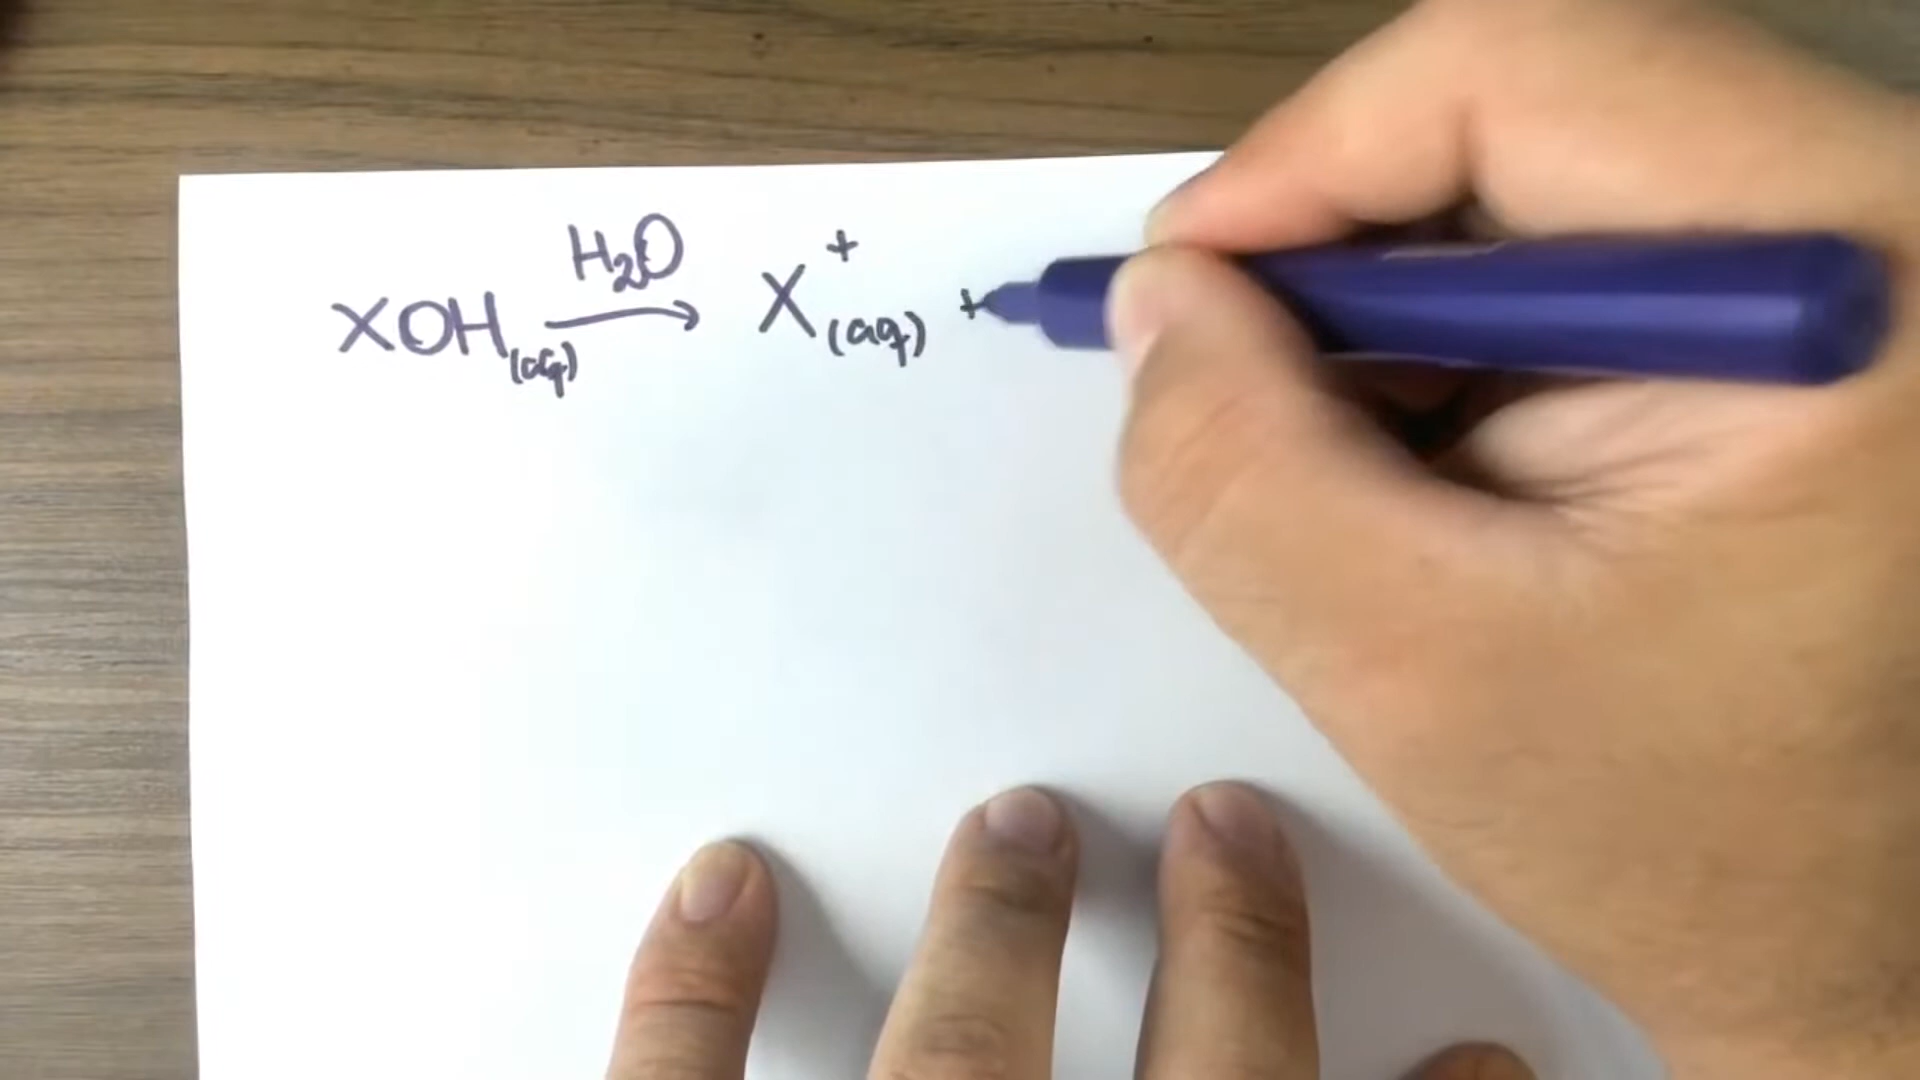 XOH(aq) H₂O → X⁺(aq) +